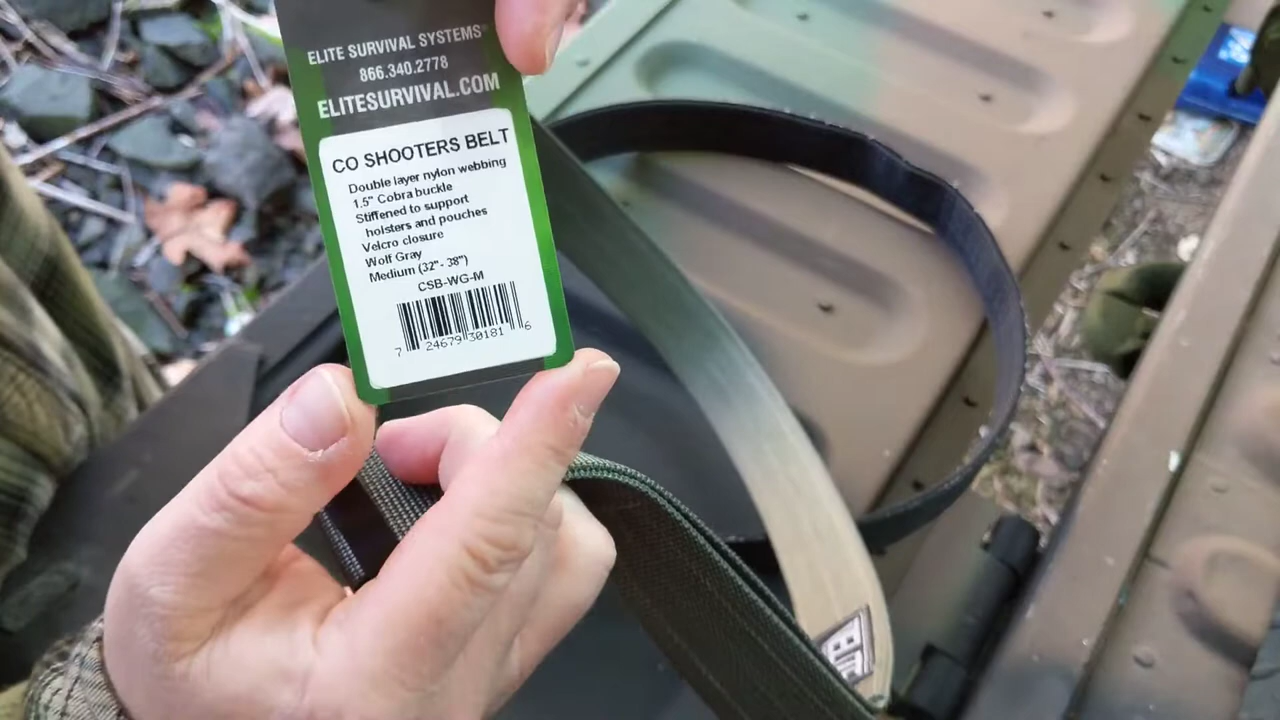 ELITE SURVIVAL SYSTEMS
866.340.2778
ELITESURVIVAL.COM
CO SHOOTERS BELT
Double layer nylon webbing
1.5" Cobra buckle
Stiffened to support
holsters and pouches
Velcro closure
Wolf Gray
Medium (32"- 38")
CSB-WG-M
7 24679 30181 6